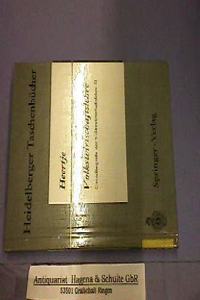 Heidelberger Taschenbücher
Heertje
Volkswirtschaftslehre
Springer-Verlag
Antiquariat Hagena & Schulte GbR
53501 Grafschaft Ringen